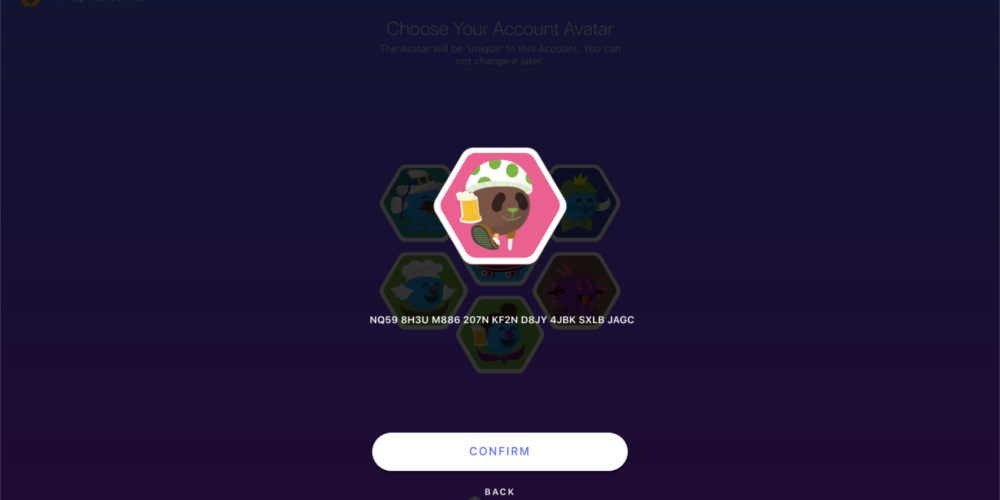 Choose Your Account Avatar
The Avatar will be 'unique' to this Account. You can
not change it later.
NQ59 8H3U M886 207N KF2N D8JY 4JBK SXLB JAGC
CONFIRM
BACK